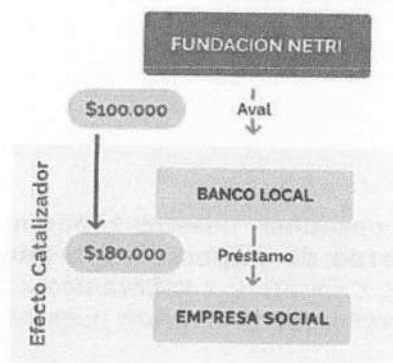 FUNDACIÓN NETRI
$100.000
Aval
Efecto Catalizador
BANCO LOCAL
$180.000
Préstamo
EMPRESA SOCIAL